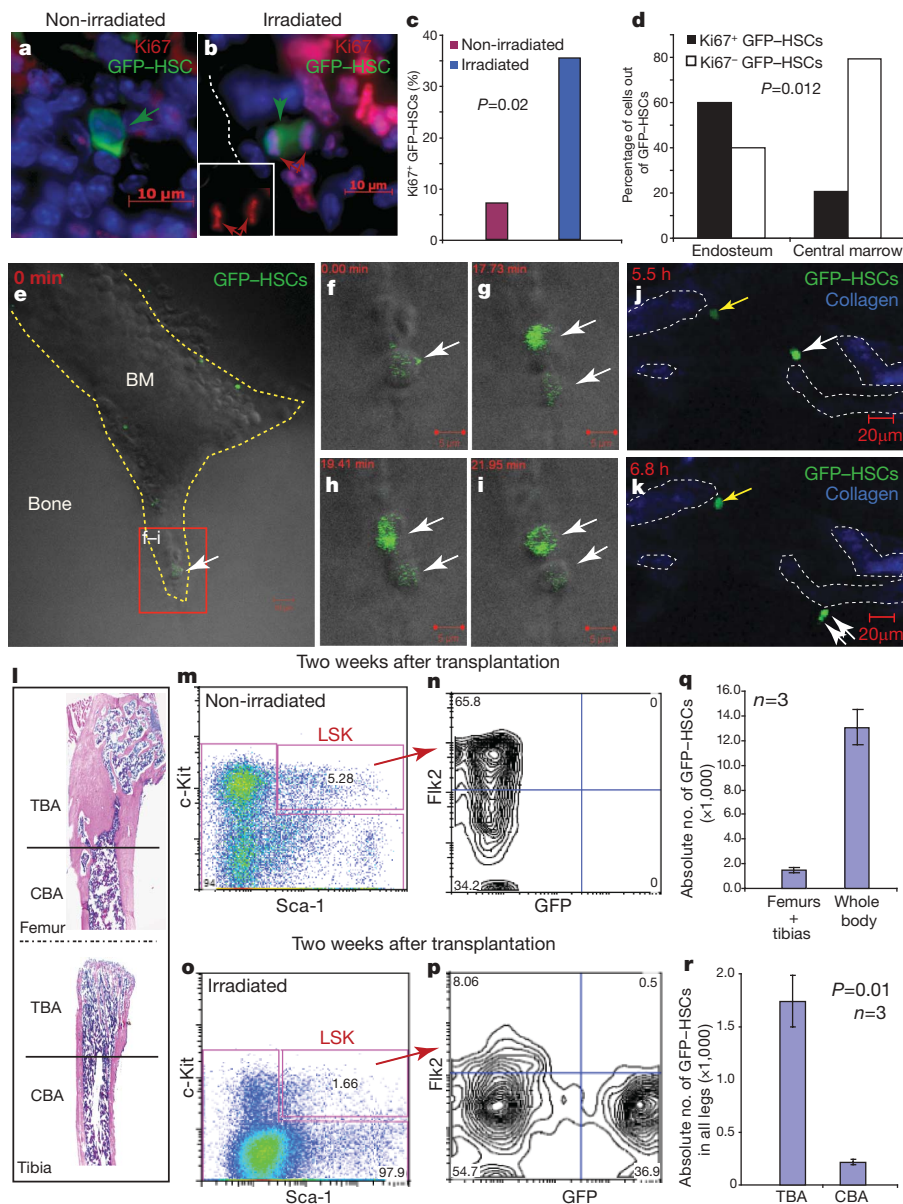 Non-irradiated
a
Ki67
GFP–HSC
10 µm
Irradiated
b
Ki67
GFP–HSC
10 µm
c
Ki67⁺ GFP–HSCs (%)
40
35
30
25
20
15
10
5
0
Non-irradiated
Irradiated
P=0.02
d
Percentage of cells out
of GFP–HSCs
80
60
40
20
0
Ki67⁺ GFP–HSCs
Ki67⁻ GFP–HSCs
P=0.012
Endosteum
Central marrow
0 min
e
GFP–HSCs
BM
Bone
f–i
0.00 min
f
5µm
17.73 min
g
5µm
19.41 min
h
5µm
21.95 min
i
5µm
5.5 h
j
GFP–HSCs
Collagen
20µm
6.8 h
k
GFP–HSCs
Collagen
20µm
l
TBA
CBA
Femur
TBA
CBA
Tibia
Two weeks after transplantation
m
Non-irradiated
LSK
5.28
94
c-Kit
Sca-1
n
65.8
0
34.2
0
Flk2
GFP
Two weeks after transplantation
o
Irradiated
LSK
1.66
97.9
c-Kit
Sca-1
p
8.06
0.5
54.7
36.9
Flk2
GFP
q
n=3
Absolute no. of GFP–HSCs
(×1,000)
16.0
14.0
12.0
10.0
8.0
6.0
4.0
2.0
0
Femurs
+
tibias
Whole
body
r
P=0.01
n=3
Absolute no. of GFP–HSCs
in all legs (×1,000)
2.0
1.5
1.0
0.5
0
TBA
CBA